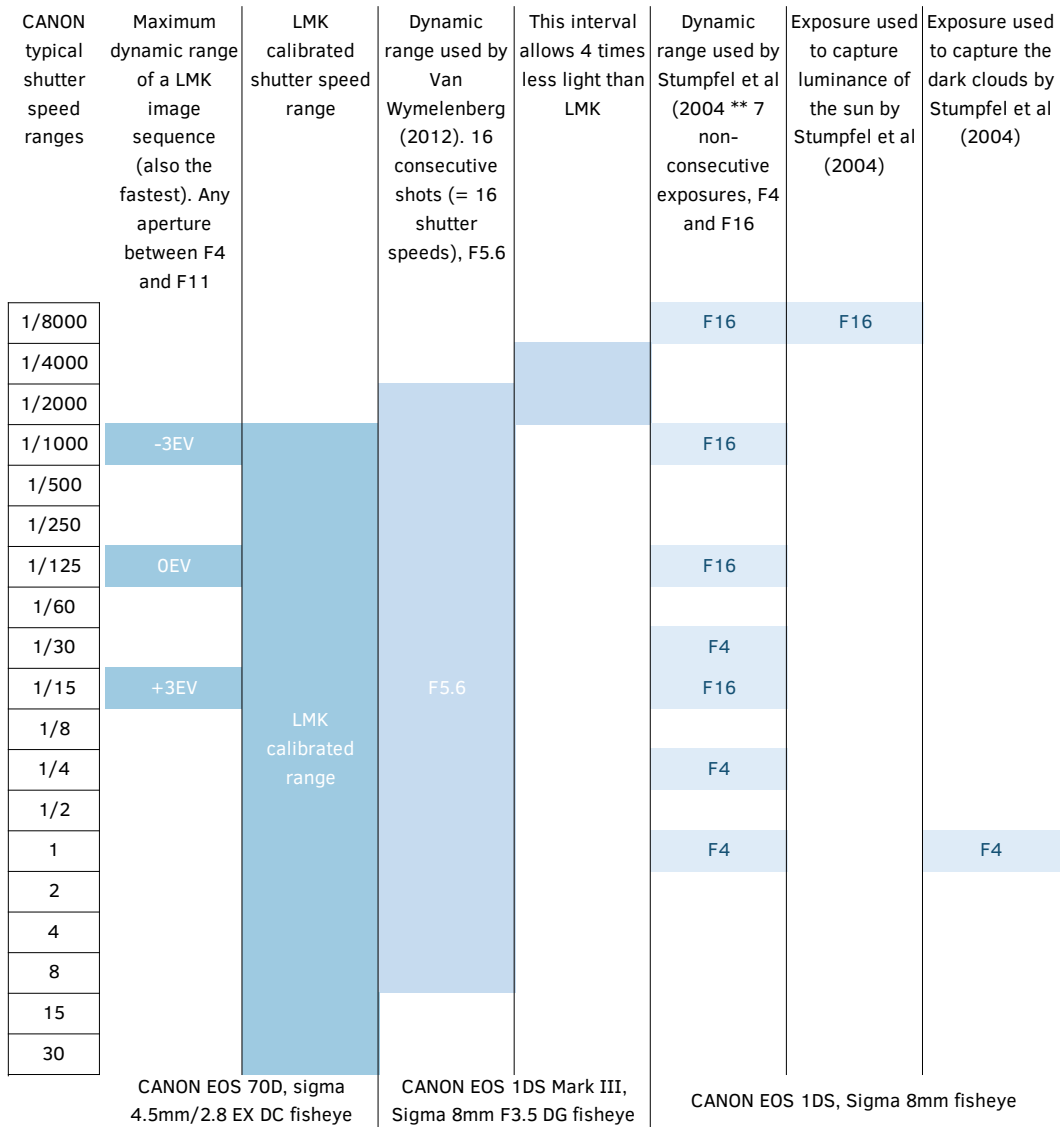 CANON
typical
shutter
speed
ranges
Maximum
dynamic range
of a LMK
image
sequence
(also the
fastest). Any
aperture
between F4
and F11
LMK
calibrated
shutter speed
range
Dynamic
range used by
Van
Wymelenberg
(2012). 16
consecutive
shots (= 16
shutter
speeds), F5.6
This interval
allows 4 times
less light than
LMK
Dynamic
range used by
Stumpfel et al
(2004 ** 7
non-
consecutive
exposures, F4
and F16
Exposure used
to capture
luminance of
the sun by
Stumpfel et al
(2004)
Exposure used
to capture the
dark clouds by
Stumpfel et al
(2004)
1/8000 F16 F16
1/4000
1/2000
1/1000 -3EV F16
1/500
1/250
1/125 0EV F16
1/60
1/30 F4
1/15 +3EV F5.6 F16
LMK
calibrated
range
1/8
1/4 F4
1/2
1 F4 F4
2
4
8
15
30
CANON EOS 70D, sigma
4.5mm/2.8 EX DC fisheye
CANON EOS 1DS Mark III,
Sigma 8mm F3.5 DG fisheye
CANON EOS 1DS, Sigma 8mm fisheye